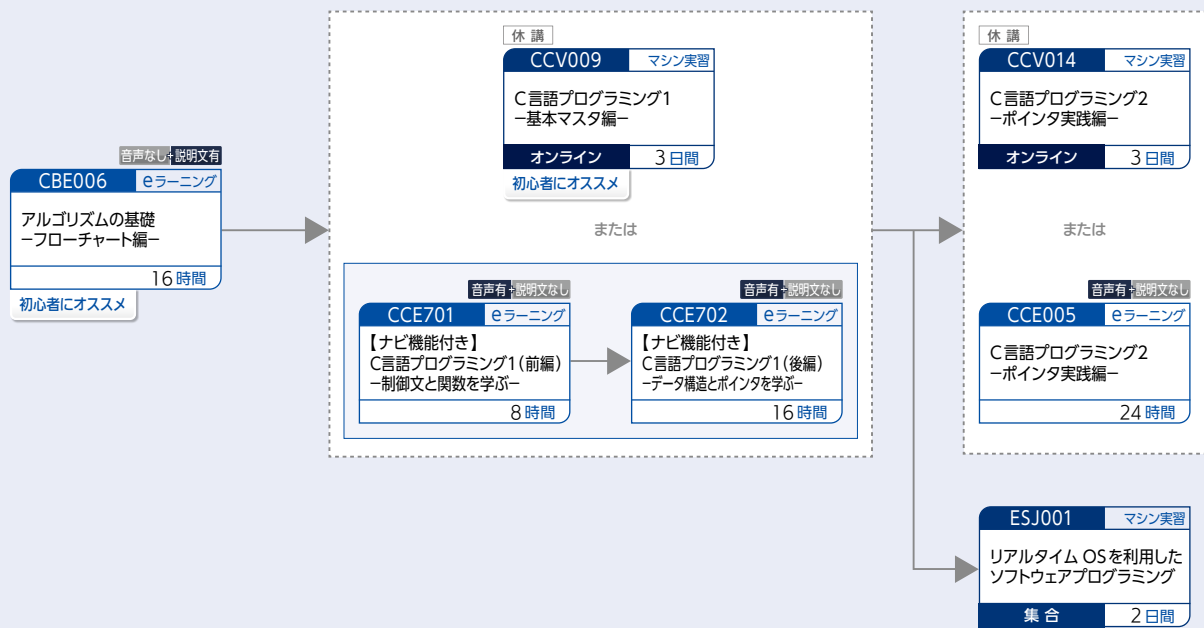 音声なし+説明文有
CBE006 eラーニング
アルゴリズムの基礎
−フローチャート編−
16時間
初心者にオススメ
休講
CCV009 マシン実習
C言語プログラミング1
−基本マスタ編−
オンライン 3日間
初心者にオススメ
または
音声有+説明文なし
CCE701 eラーニング
【ナビ機能付き】
C言語プログラミング1(前編)
−制御文と関数を学ぶ−
8時間
音声有+説明文なし
CCE702 eラーニング
【ナビ機能付き】
C言語プログラミング1(後編)
−データ構造とポインタを学ぶ−
16時間
休講
CCV014 マシン実習
C言語プログラミング2
−ポインタ実践編−
オンライン 3日間
または
音声有+説明文なし
CCE005 eラーニング
C言語プログラミング2
−ポインタ実践編−
24時間
ESJ001 マシン実習
リアルタイム OSを利用した
ソフトウェアプログラミング
集合 2日間